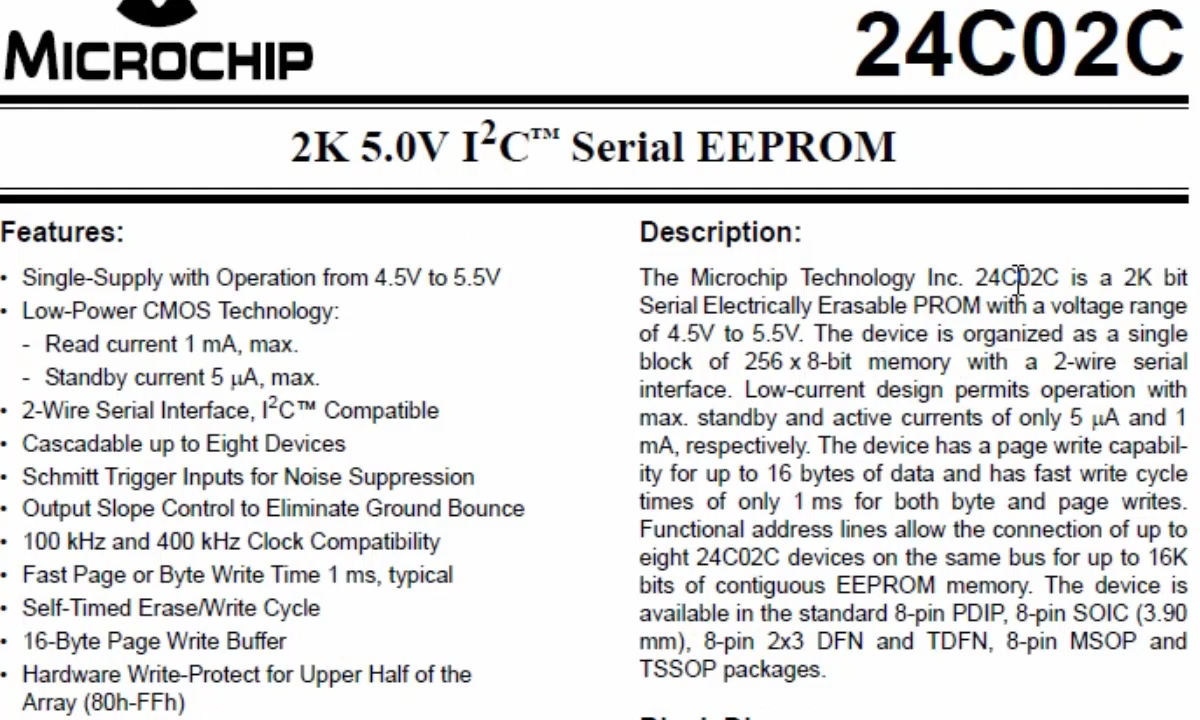 MICROCHIP
24C02C
2K 5.0V I²C™ Serial EEPROM
Features:
• Single-Supply with Operation from 4.5V to 5.5V
• Low-Power CMOS Technology:
- Read current 1 mA, max.
- Standby current 5 μA, max.
• 2-Wire Serial Interface, I²C™ Compatible
• Cascadable up to Eight Devices
• Schmitt Trigger Inputs for Noise Suppression
• Output Slope Control to Eliminate Ground Bounce
• 100 kHz and 400 kHz Clock Compatibility
• Fast Page or Byte Write Time 1 ms, typical
• Self-Timed Erase/Write Cycle
• 16-Byte Page Write Buffer
• Hardware Write-Protect for Upper Half of the
Array (80h-FFh)
Description:
The Microchip Technology Inc. 24C02C is a 2K bit
Serial Electrically Erasable PROM with a voltage range
of 4.5V to 5.5V. The device is organized as a single
block of 256 x 8-bit memory with a 2-wire serial
interface. Low-current design permits operation with
max. standby and active currents of only 5 μA and 1
mA, respectively. The device has a page write capabil-
ity for up to 16 bytes of data and has fast write cycle
times of only 1 ms for both byte and page writes.
Functional address lines allow the connection of up to
eight 24C02C devices on the same bus for up to 16K
bits of contiguous EEPROM memory. The device is
available in the standard 8-pin PDIP, 8-pin SOIC (3.90
mm), 8-pin 2x3 DFN and TDFN, 8-pin MSOP and
TSSOP packages.